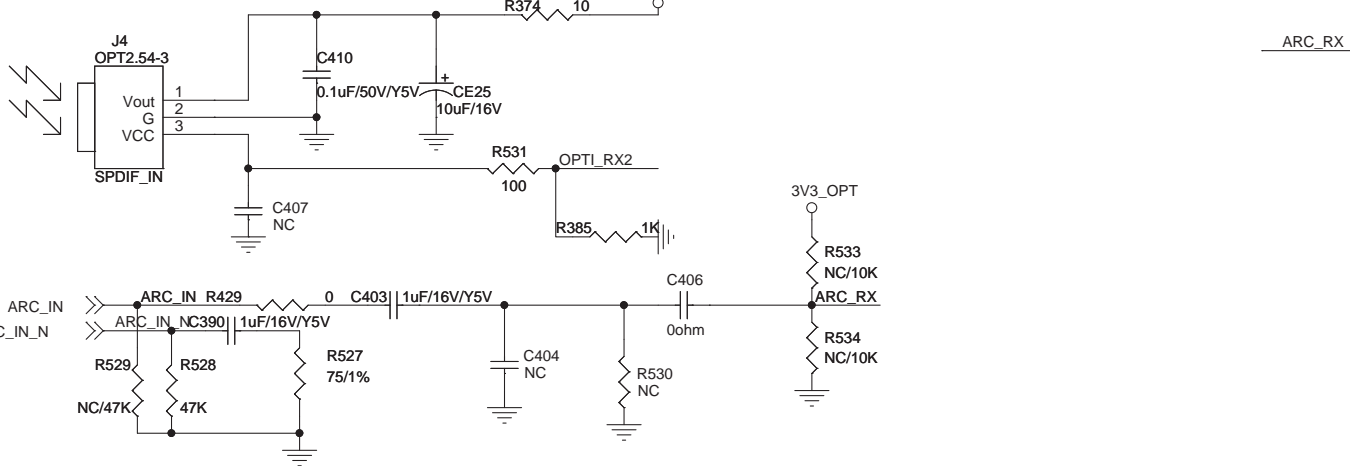 R374 10
ARC_RX
J4
OPT2.54-3
C410
0.1uF/50V/Y5V
+
CE25
10uF/16V
Vout 1
G 2
VCC 3
SPDIF_IN
R531
100
OPTI_RX2
C407
NC
R385 1K
3V3_OPT
R533
NC/10K
C406
0ohm
ARC_IN
ARC_IN R429 0 C403 1uF/16V/Y5V
ARC_RX
C_IN_N
ARC_IN_N C390 1uF/16V/Y5V
R534
NC/10K
R529
NC/47K
R528
47K
R527
75/1%
C404
NC
R530
NC